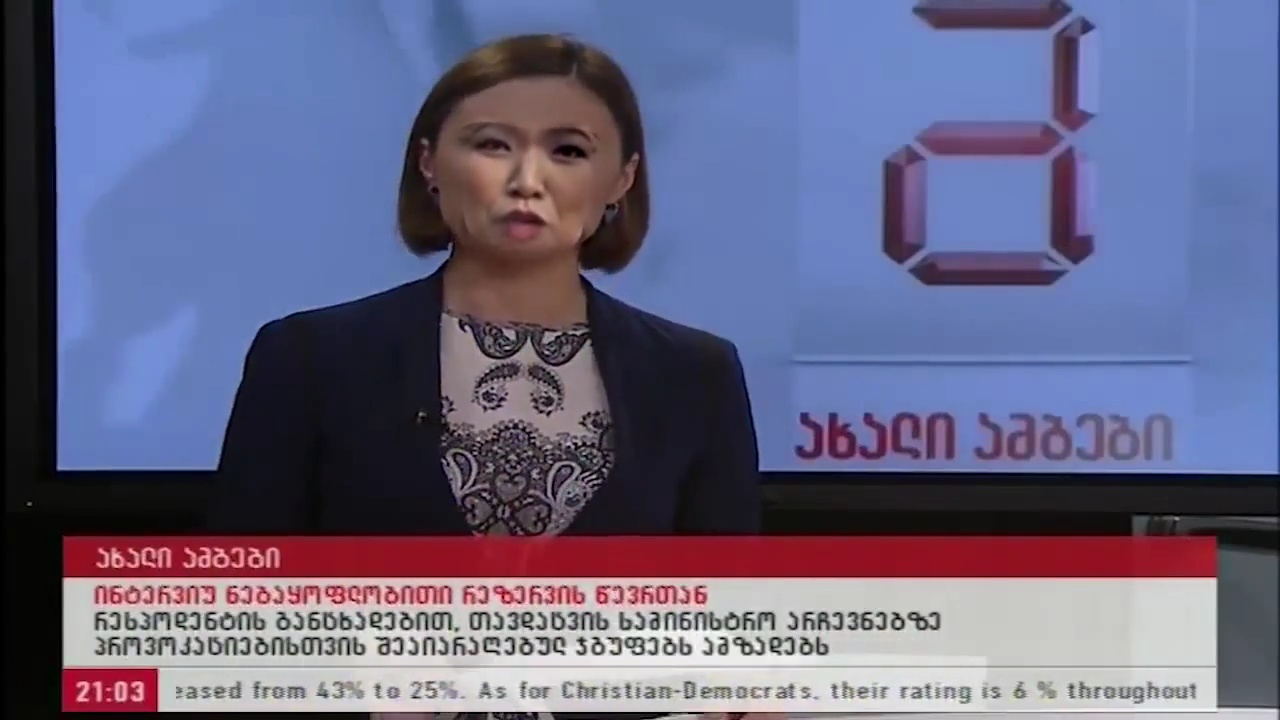 ახალი ამბები
ახალი ამბები
ინტერვიუ ნებაყოფლობითი რეზერვის წევრთან
რესპოდენტის განცხადებით, თავდაცვის სამინისტრო არჩევნებზე
პროვოკაციებისთვის შეაიარაღებულ ჯგუფებს ამზადებს
21:03 eased from 43% to 25%. As for Christian-Democrats, their rating is 6 % throughout